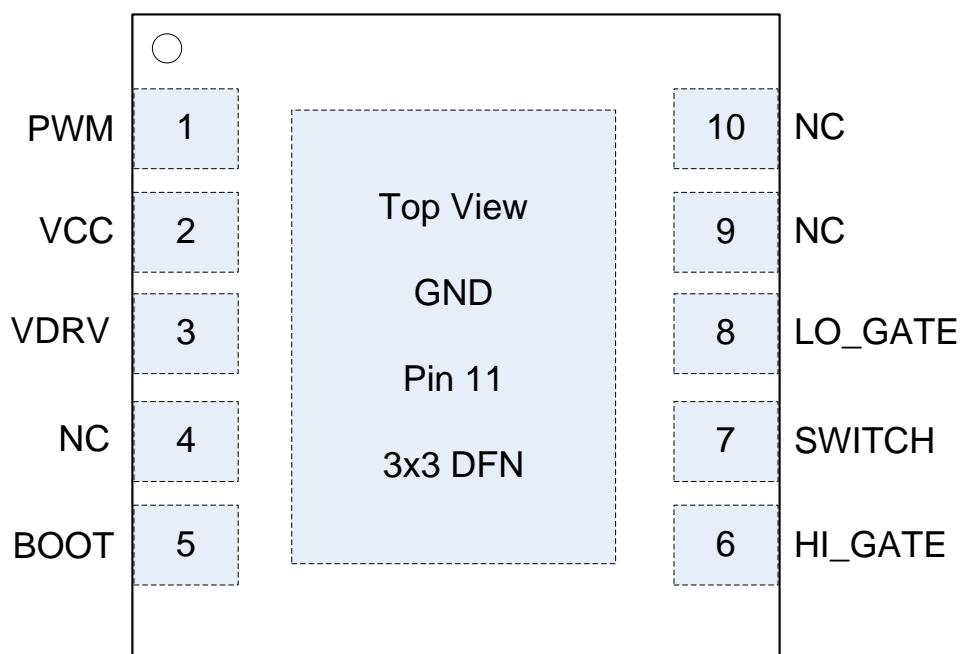 PWM 1
VCC 2
VDRV 3
NC 4
BOOT 5
Top View
GND
Pin 11
3x3 DFN
10 NC
9 NC
8 LO_GATE
7 SWITCH
6 HI_GATE